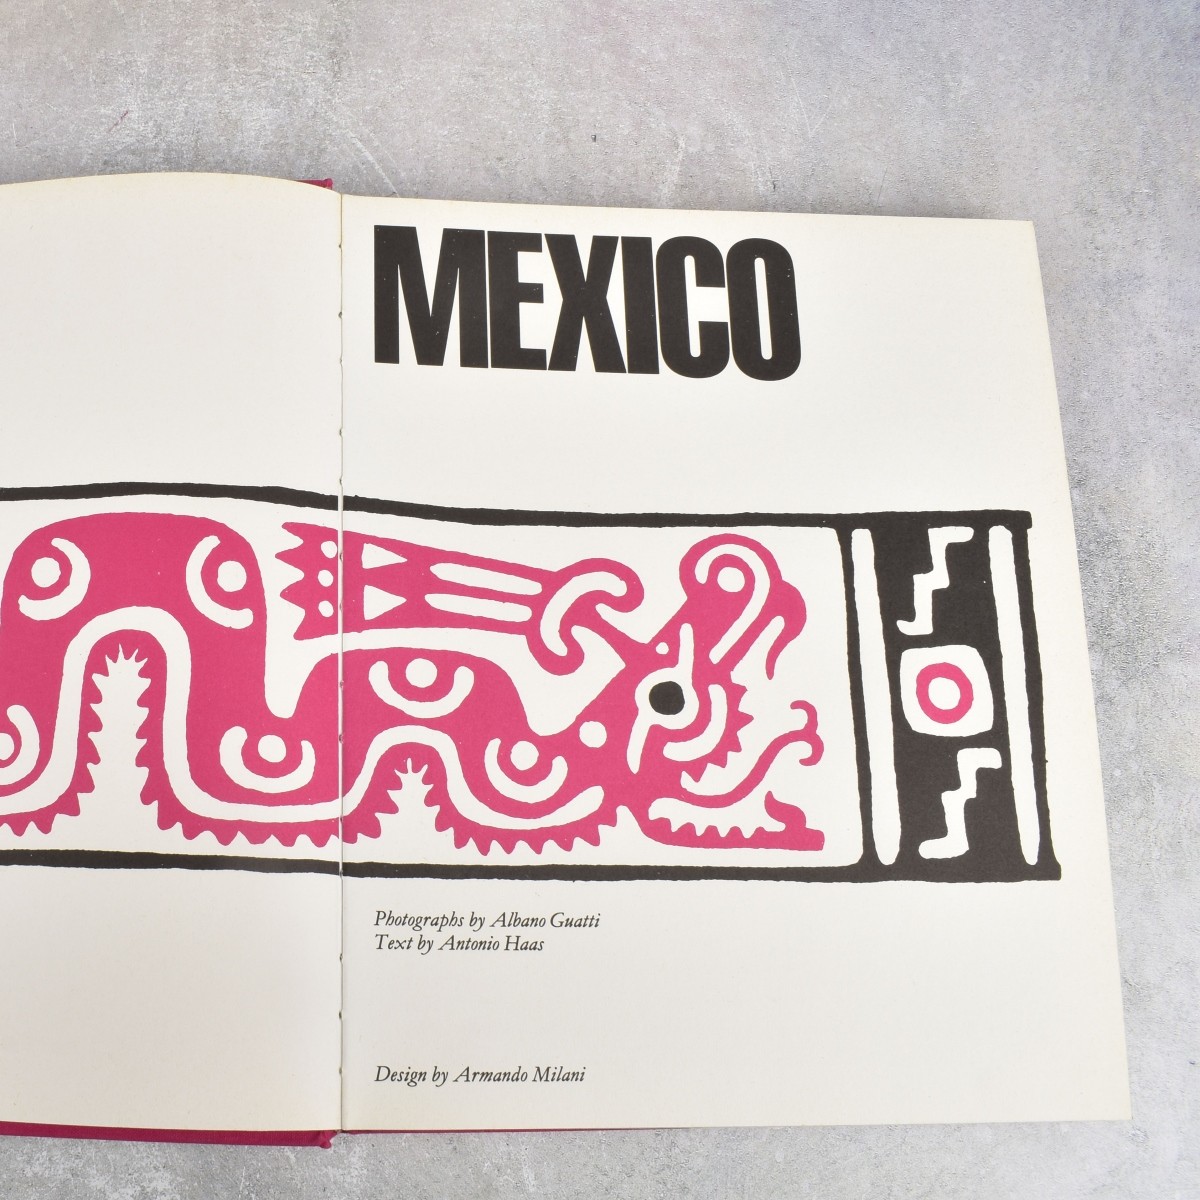 MEXICO
Photographs by Albano Guatti
Text by Antonio Haas
Design by Armando Milani